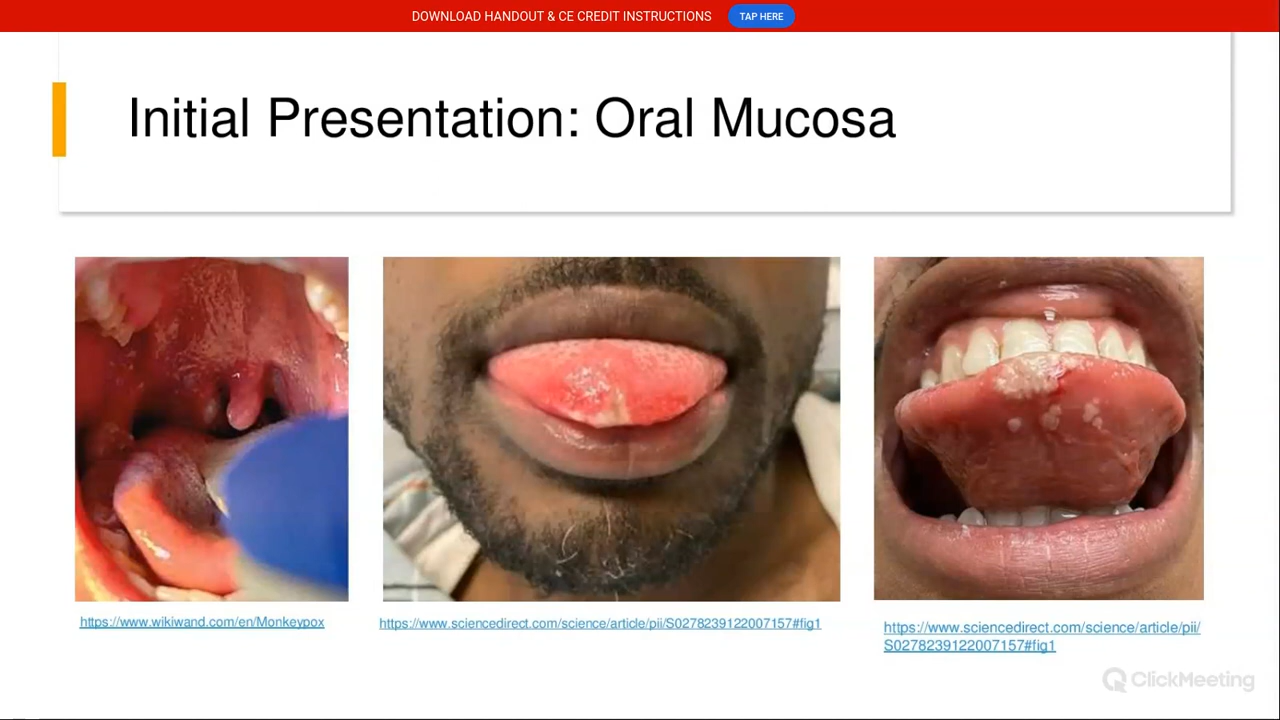 DOWNLOAD HANDOUT & CE CREDIT INSTRUCTIONS TAP HERE
Initial Presentation: Oral Mucosa
https://www.wikiwand.com/en/Monkeypox
https://www.sciencedirect.com/science/article/pii/S0278239122007157#fig1
https://www.sciencedirect.com/science/article/pii/
S0278239122007157#fig1
ClickMeeting